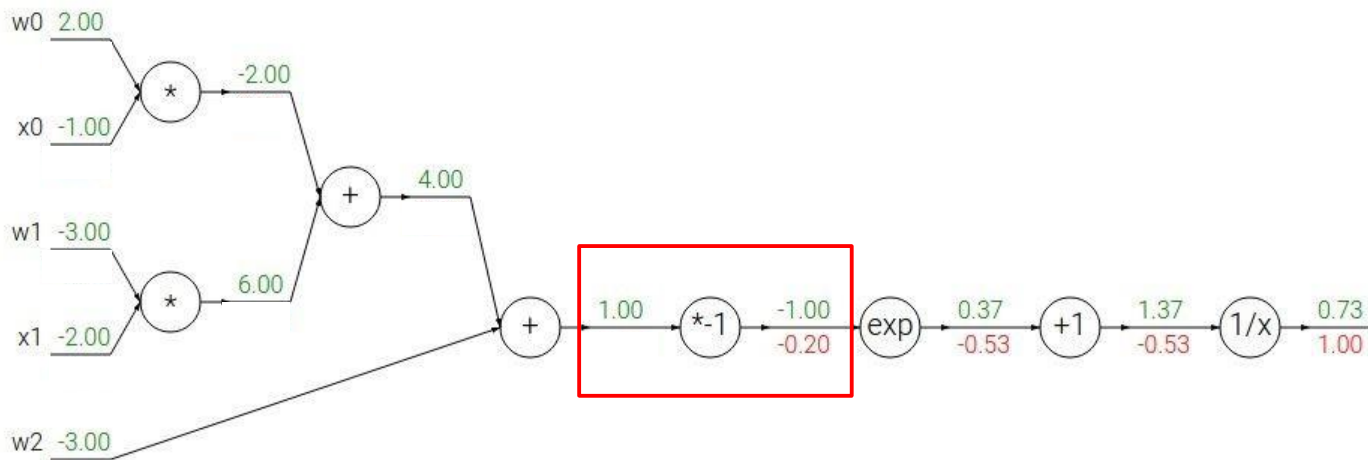 w0 2.00
* -2.00
x0 -1.00
+ 4.00
w1 -3.00
* 6.00
x1 -2.00
+ 1.00 *-1 -1.00 exp 0.37 +1 1.37 1/x 0.73
-0.20 -0.53 -0.53 1.00
w2 -3.00